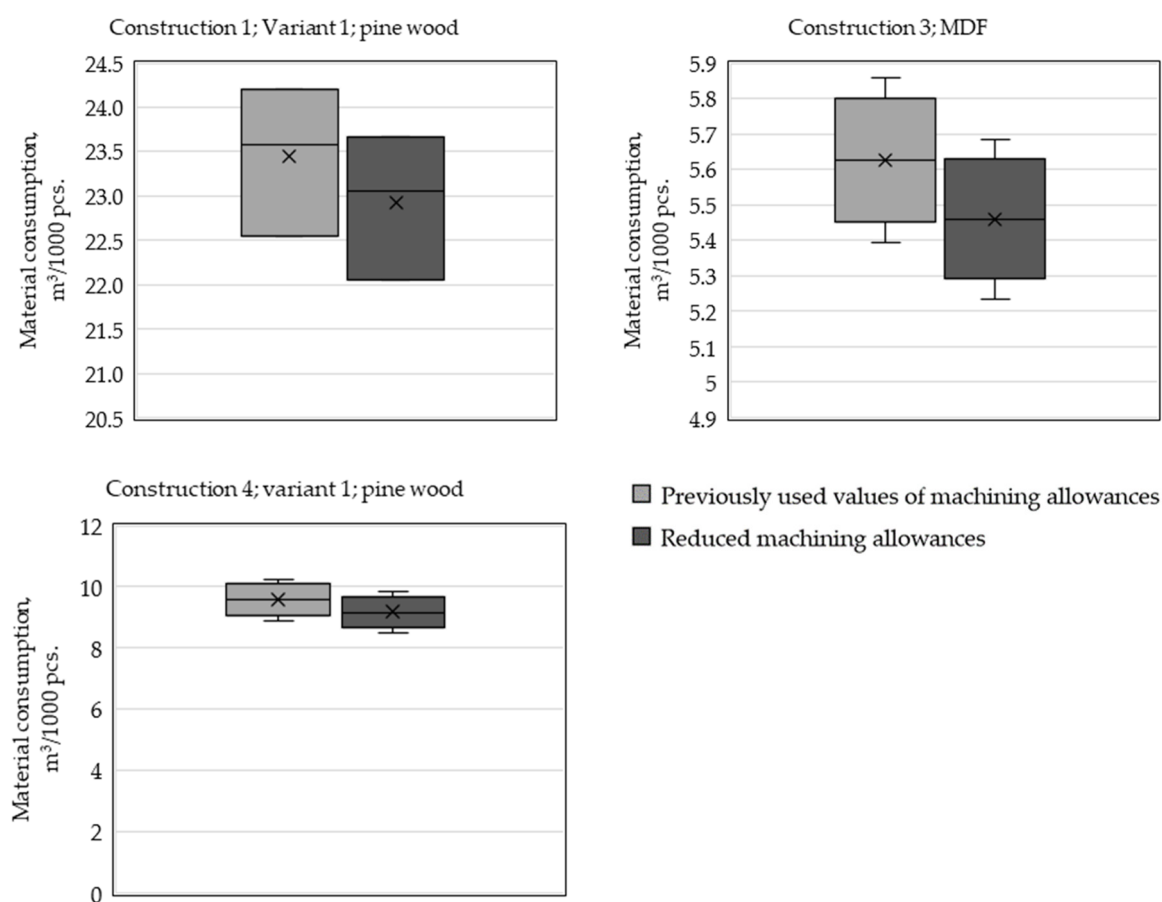 Construction 1; Variant 1; pine wood
Material consumption,
m³/1000 pcs.
24.5
24.0
23.5
23.0
22.5
22.0
21.5
21.0
20.5
Construction 3; MDF
Material consumption,
m³/1000 pcs.
5.9
5.8
5.7
5.6
5.5
5.4
5.3
5.2
5.1
5
4.9
Construction 4; variant 1; pine wood
Material consumption,
m³/1000 pcs.
12
10
8
6
4
2
0
Previously used values of machining allowances
Reduced machining allowances